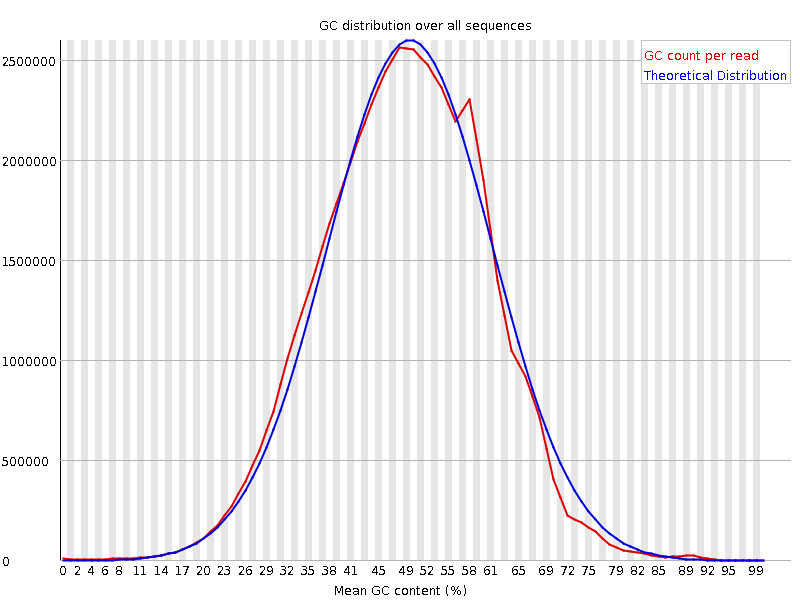 GC distribution over all sequences
GC count per read
Theoretical Distribution
2500000
2000000
1500000
1000000
500000
0
0 2 4 6 8 11 14 17 20 23 26 29 32 35 38 41 45 48 52 55 58 61 65 69 72 75 79 82 85 89 92 95 99
Mean GC content (%)